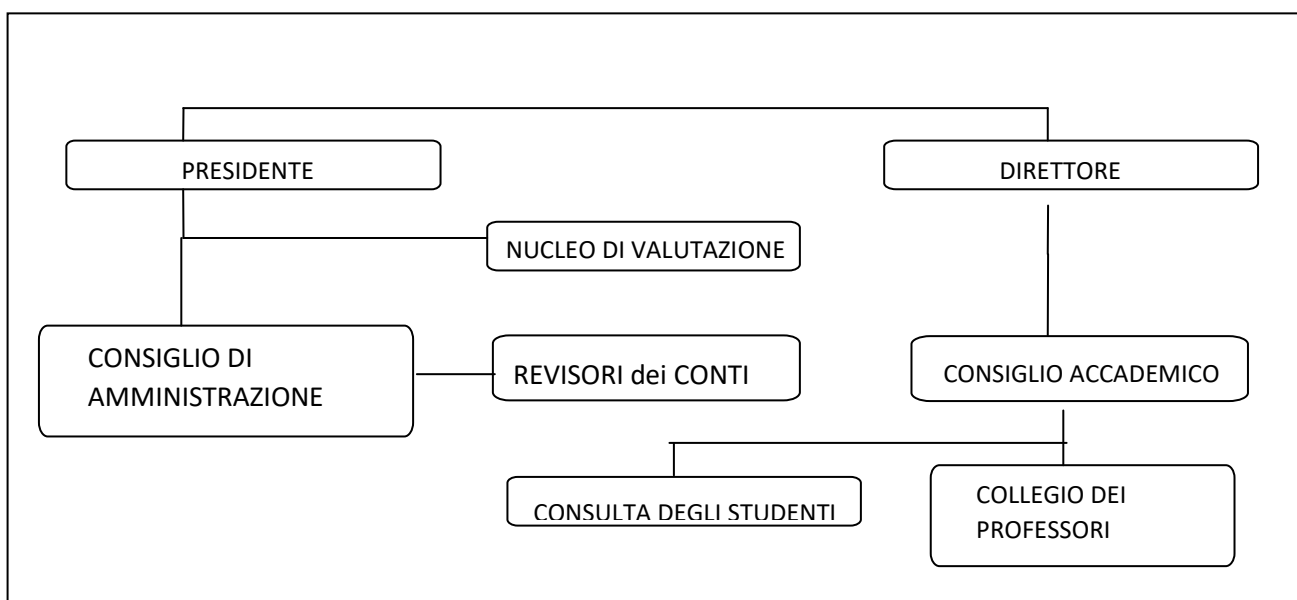 PRESIDENTE
DIRETTORE
NUCLEO DI VALUTAZIONE
CONSIGLIO DI
AMMINISTRAZIONE
REVISORI dei CONTI
CONSIGLIO ACCADEMICO
CONSULTA DEGLI STUDENTI
COLLEGIO DEI
PROFESSORI